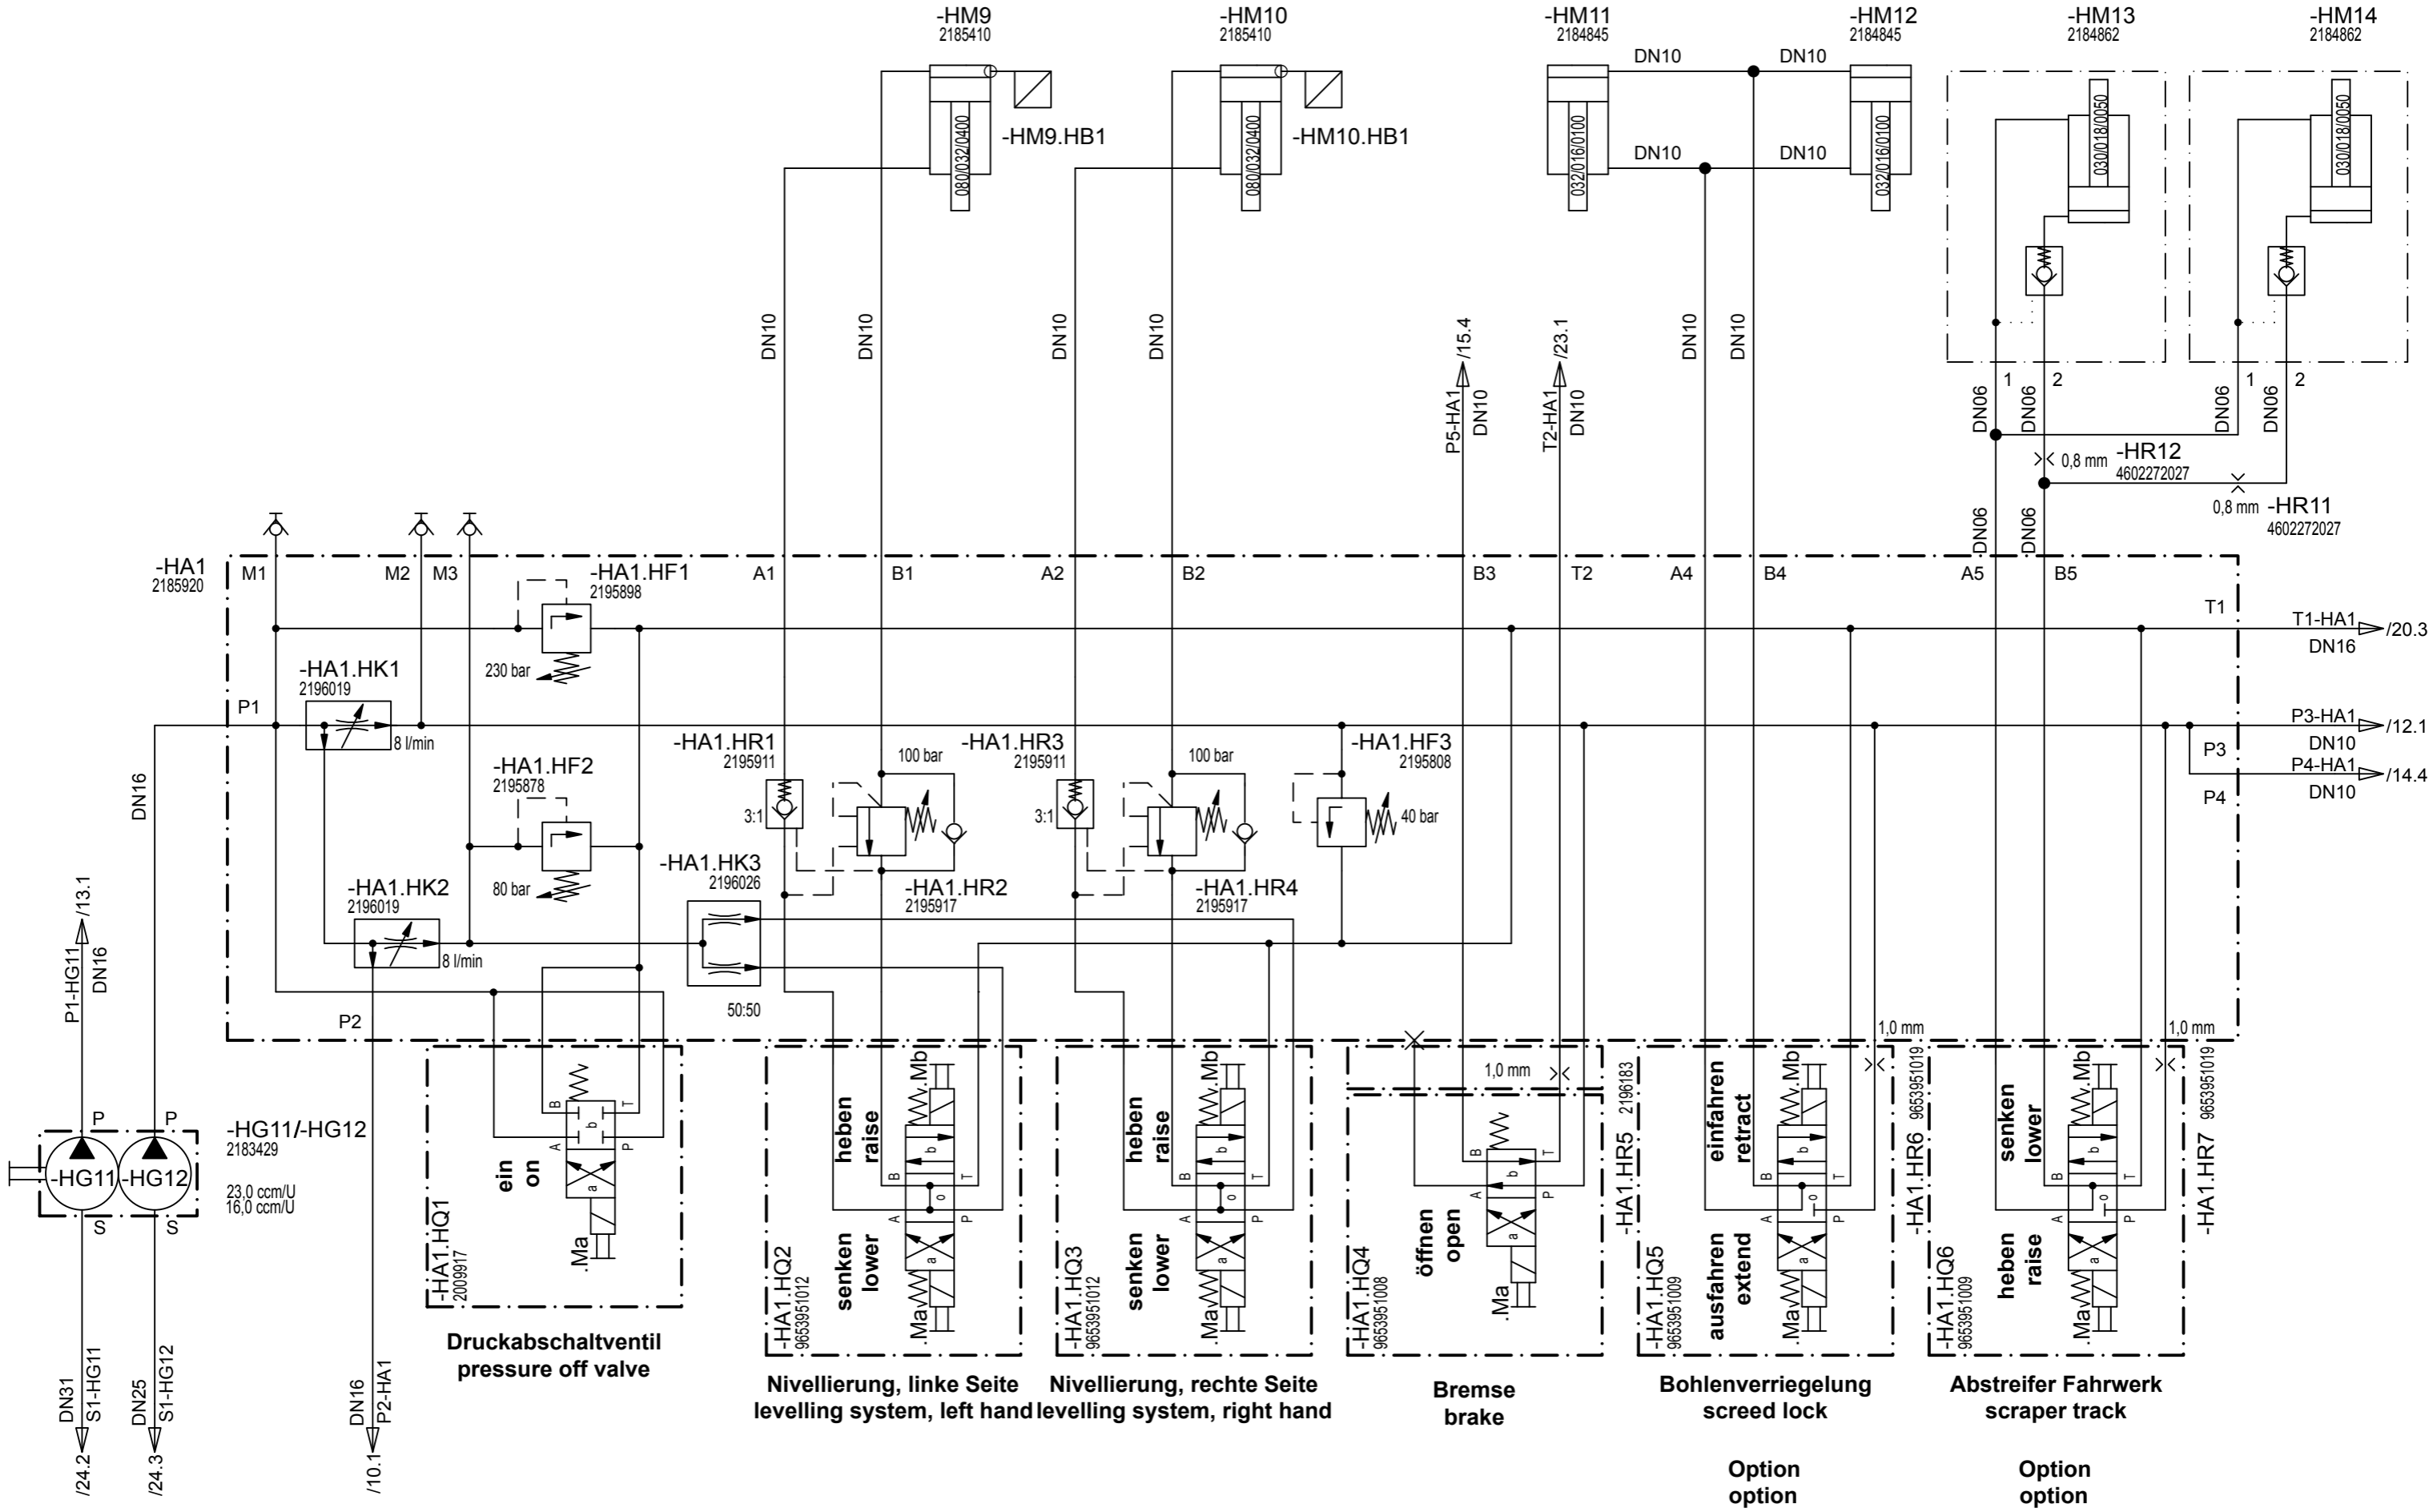 -HM9
2185410
-HM10
2185410
-HM11
2184845
-HM12
2184845
-HM13
2184862
-HM14
2184862
DN10
DN10
080/032/0400
-HM9.HB1
080/032/0400
-HM10.HB1
032/016/0100
DN10
DN10
032/016/0100
030/018/0050
030/018/0050
DN10
DN10
DN10
DN10
P5-HA1
/15.4
DN10
T2-HA1
/23.1
DN10
DN10
DN10
1
2
1
2
DN06
DN06
DN06
DN06
0,8 mm
-HR12
4602272027
0,8 mm
-HR11
4602272027
DN06
DN06
-HA1
2185920
M1
M2
M3
-HA1.HF1
2195898
A1
B1
A2
B2
B3
T2
A4
B4
A5
B5
T1
T1-HA1
/20.3
DN16
230 bar
-HA1.HK1
2196019
P1
8 l/min
P3-HA1
/12.1
DN10
P3
P4-HA1
/14.4
DN10
P4
-HA1.HR1
2195911
100 bar
-HA1.HR3
2195911
100 bar
-HA1.HF3
2195808
-HA1.HF2
2195878
3:1
3:1
40 bar
DN16
-HA1.HK3
2196026
80 bar
-HA1.HK2
2196019
-HA1.HR2
2195917
-HA1.HR4
2195917
8 l/min
50:50
P1-HG11
/13.1
DN16
P2
P
P
-HG11/-HG12
2183429
-HG11
-HG12
23,0 ccm/U
16,0 ccm/U
S
S
DN31
S1-HG11
/24.2
DN25
S1-HG12
/24.3
DN16
P2-HA1
/10.1
-HA1.HQ1
2009917
ein
on
B
T
b
A
P
a
.Ma
Druckabschaltventil
pressure off valve
-HA1.HQ2
9653951012
heben
raise
senken
lower
.Mb
b
B
T
o
A
P
a
.Ma
Nivellierung, linke Seite
levelling system, left hand
-HA1.HQ3
9653951012
heben
raise
senken
lower
.Mb
b
B
T
o
A
P
a
.Ma
Nivellierung, rechte Seite
levelling system, right hand
1,0 mm
-HA1.HR5
2196183
-HA1.HQ4
9653951008
öffnen
open
B
T
b
A
P
a
.Ma
Bremse
brake
1,0 mm
-HA1.HR6
9653951019
-HA1.HQ5
9653951009
einfahren
retract
ausfahren
extend
.Mb
b
B
T
o
A
P
a
.Ma
Bohlenverriegelung
screed lock
Option
option
1,0 mm
-HA1.HR7
9653951019
-HA1.HQ6
9653951009
senken
lower
heben
raise
.Mb
b
B
T
o
A
P
a
.Ma
Abstreifer Fahrwerk
scraper track
Option
option